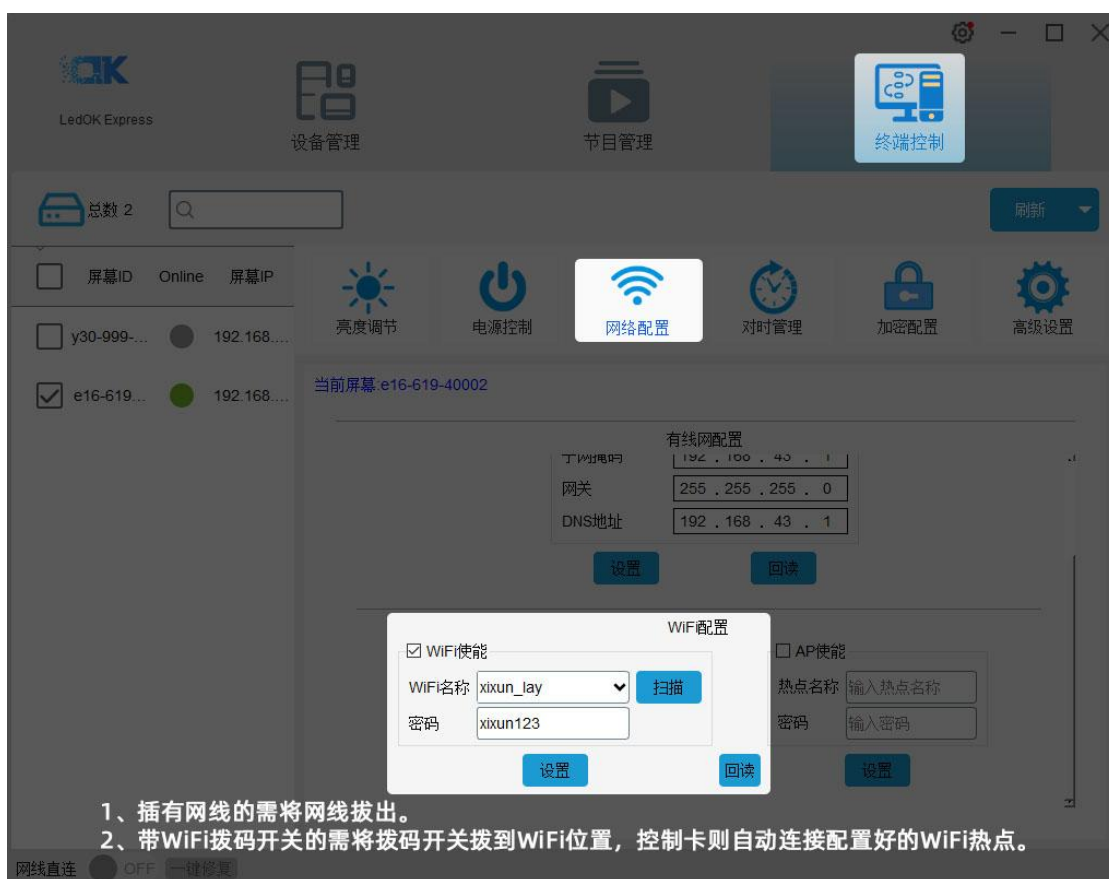 LedOK Express
设备管理
节目管理
终端控制
总数 2
刷新
屏幕ID Online 屏幕IP
亮度调节
电源控制
网络配置
对时管理
加密配置
高级设置
y30-999-... 192.168....
e16-619... 192.168....
当前屏幕:e16-619-40002
有线网配置
子网掩码 192 . 168 . 43 . 1
网关 255 . 255 . 255 . 0
DNS地址 192 . 168 . 43 . 1
设置 回读
WiFi配置
WiFi使能
AP使能
WiFi名称 xixun_lay 扫描
热点名称 输入热点名称
密码 xixun123
密码 输入密码
设置 回读
设置
1、插有网线的需将网线拔出。
2、带WiFi拨码开关的需将拨码开关拨到WiFi位置，控制卡则自动连接配置好的WiFi热点。
网线直连 OFF 一键修复